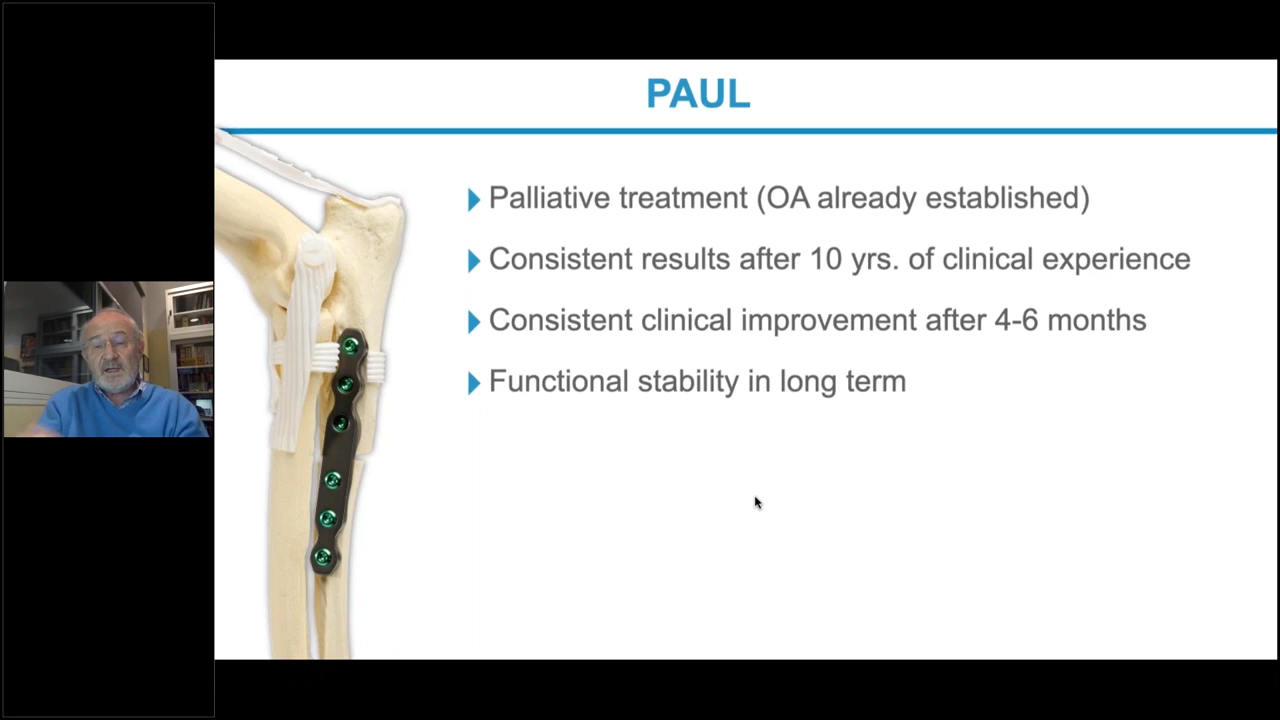 PAUL
Palliative treatment (OA already established)
Consistent results after 10 yrs. of clinical experience
Consistent clinical improvement after 4-6 months
Functional stability in long term